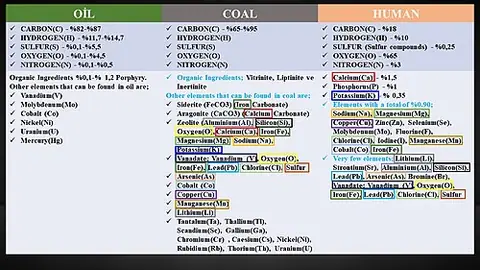 OİL
CARBON(C) - %82-%87
HYDROGEN(H) - %11,7-%14,7
SULFUR(S) - %0,1-%5,5
OXYGEN(O) - %0,1-%4,5
NITROGEN(N) - %0,1-%0,5
Organic Ingredients %0,1-% 1,2 Porphyry.
Other elements that can be found in oil are;
Vanadium(V)
Molybdenum(Mo)
Cobalt (Co)
Nickel(Ni)
Uranium(U)
Mercury(Hg)
COAL
CARBON(C) - %65-%95
HYDROGEN(H)
SULFUR(S)
OXYGEN(O)
NITROGEN(N)
Organic Ingredients; Vitrinite, Liptinite ve
İnertinite
Other elements that can be found in coal are;
Siderite (FeCO3) (Iron Carbonate)
Aragonite (CaCO3) Calcium Carbonate)
Zeolite (Aluminium(Al), Silicon(Si),
Oxygen(O), Calcium(Ca), Iron(Fe),
Magnesium(Mg), Sodium(Na),
Potassium(K)
Vanadate; Vanadium (V), Oxygen(O),
Iron(Fe), Lead(Pb) Chlorine(Cl), Sulfur
Arsenic(As)
Cobalt (Co)
Copper(Cu)
Manganese(Mn)
Lithium(Li)
Tantalum(Ta), Thallium(Tl),
Scandium(Sc), Gallium(Ga),
Chromium(Cr) , Caesium(Cs), Nickel(Ni),
Rubidium(Rb), Thorium(Th), Uranium(U)
HUMAN
CARBON(C) - %18
HYDROGEN(H) - %10
SULFUR (Sulfur compounds) - %0,25
OXYGEN(O) - %65
NITROGEN(N) - %3
Calcium(Ca) - %1,5
Phosphorus(P) - %1
Potassium(K) - % 0,35
Elements with a total of %0,90;
Sodium(Na), Magnesium(Mg)
Copper(Cu), Zinc(Zn), Selenium(Se),
Molybdenum(Mo), Fluorine(F),
Chlorine(Cl), Iodine(I), Manganese(Mn)
Cobalt(Co) Iron(Fe)
Very few elements; Lithium(Li),
Strontium(Sr), Aluminium(Al), Silicon(Si),
Lead(Pb), Arsenic(As), Bromine(Br),
Vanadate; Vanadium (V), Oxygen(O),
Iron(Fe), Lead(Pb) Chlorine(Cl), Sulfur